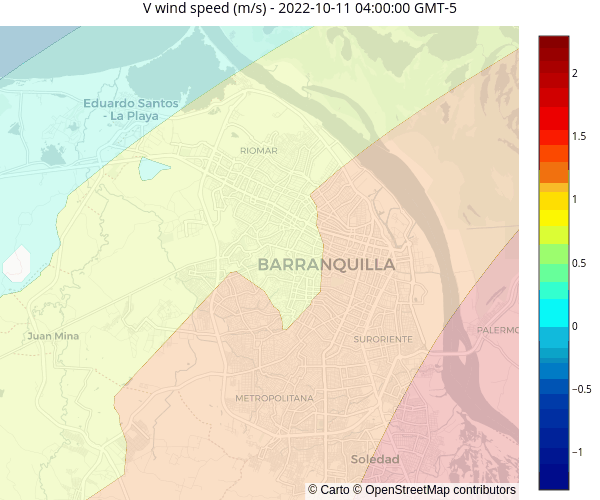 V wind speed (m/s) - 2022-10-11 04:00:00 GMT-5
2
Eduardo Santos
- La Playa
1.5
RIOMAR
1
BARRANQUILLA
0.5
0
Juan Mina
PALERMO
SURORIENTE
−0.5
METROPOLITANA
−1
Soledad
© Carto © OpenStreetMap contributors